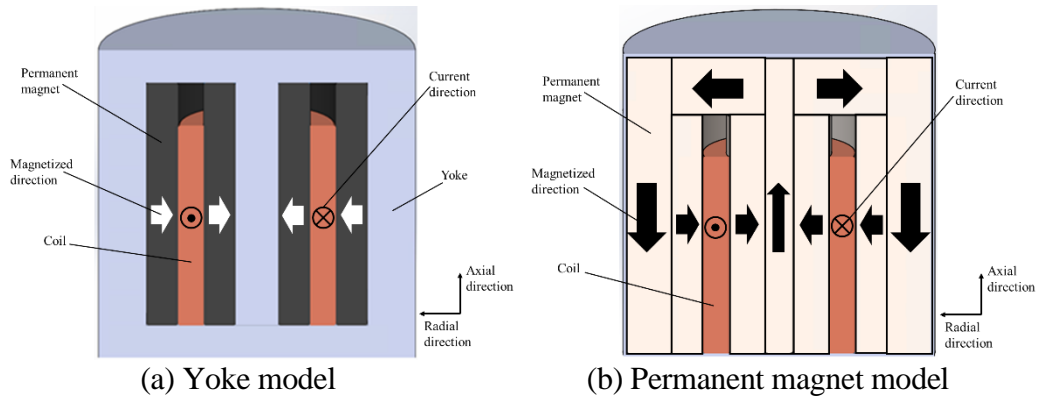 Permanent
magnet
Magnetized
direction
Coil
Current
direction
Yoke
Axial
direction
Radial
direction
(a) Yoke model
Permanent
magnet
Magnetized
direction
Coil
Current
direction
Axial
direction
Radial
direction
(b) Permanent magnet model